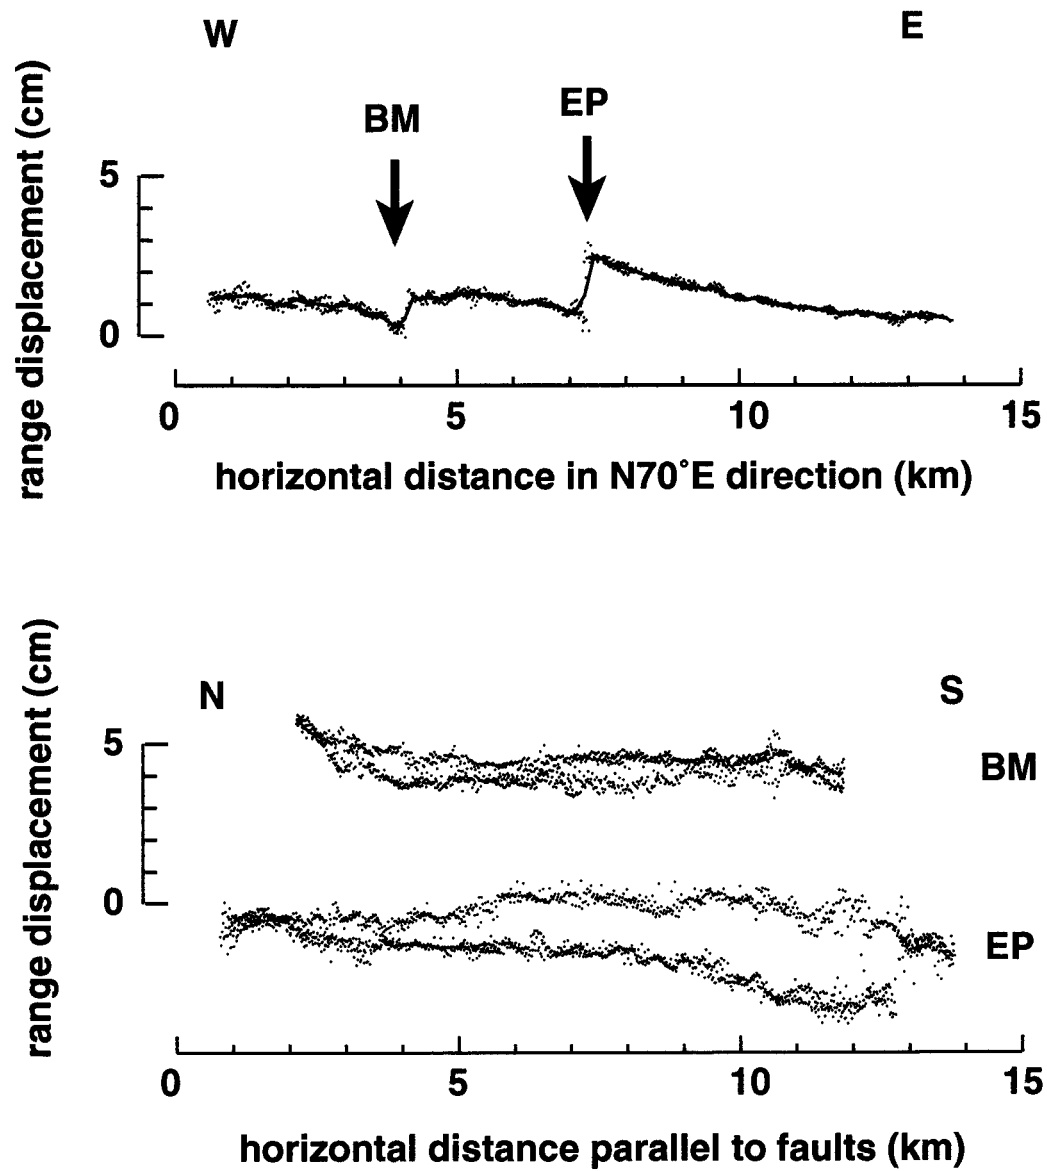 W
E
BM
EP
range displacement (cm)
5
0
0 5 10 15
horizontal distance in N70˚E direction (km)
N
S
range displacement (cm)
5
BM
0
EP
0 5 10 15
horizontal distance parallel to faults (km)